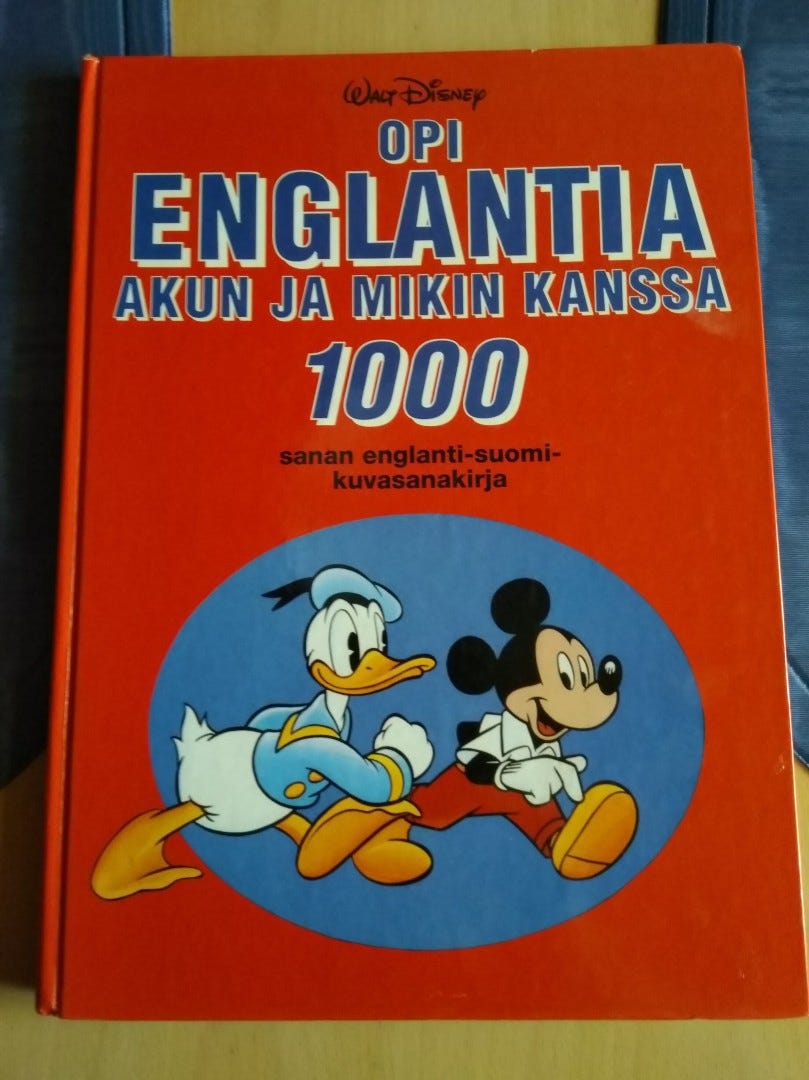 WALT DISNEY
OPI
ENGLANTIA
AKUN JA MIKIN KANSSA
1000
sanan englanti-suomi-
kuvasanakirja